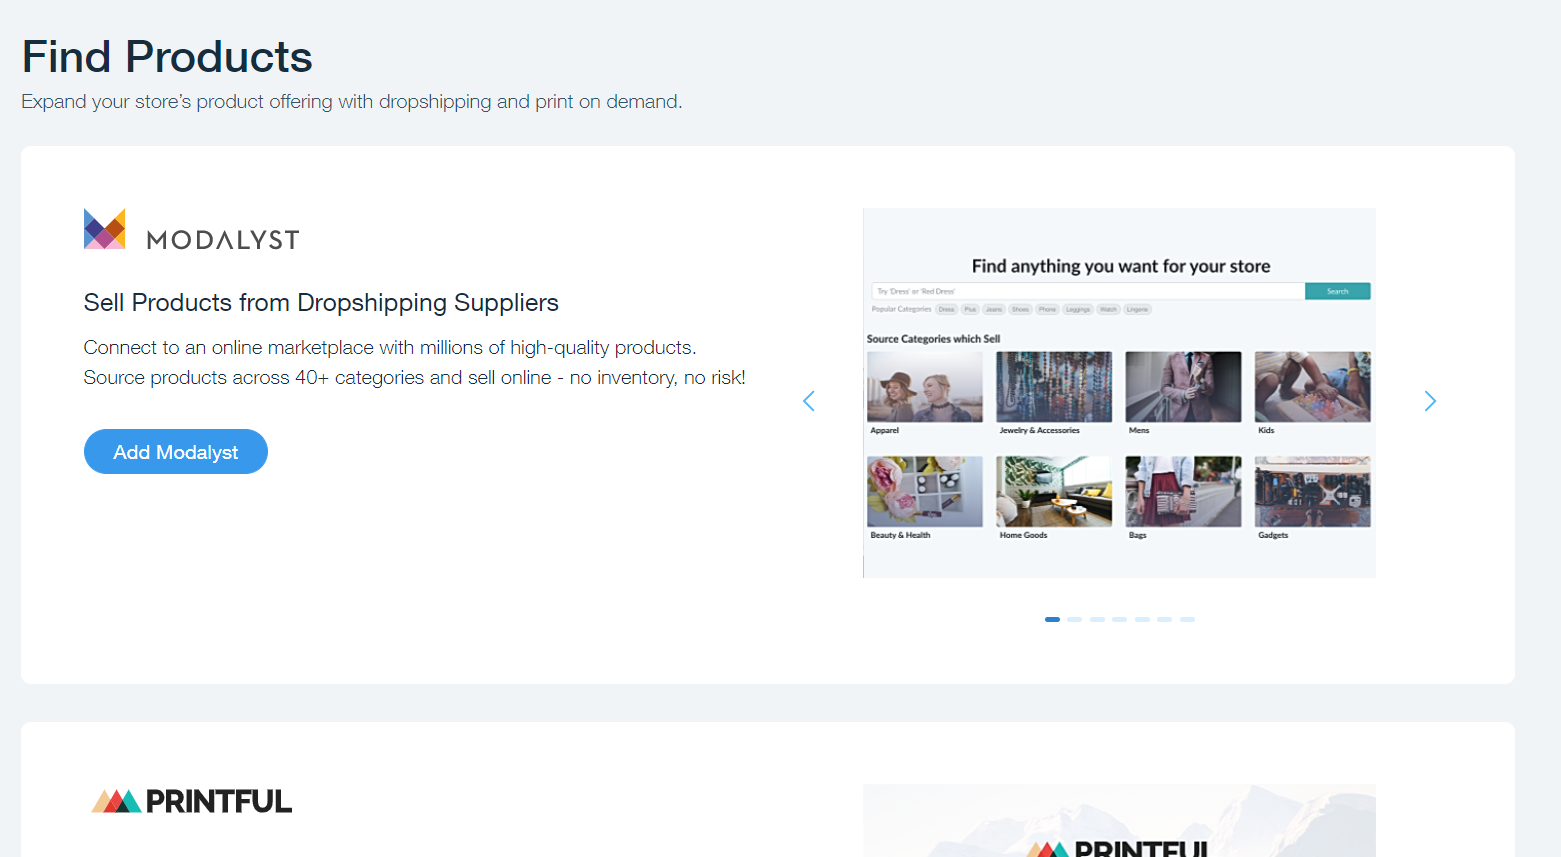 Find Products
Expand your store's product offering with dropshipping and print on demand.
MODALYST
Sell Products from Dropshipping Suppliers
Connect to an online marketplace with millions of high-quality products.
Source products across 40+ categories and sell online - no inventory, no risk!
Add Modalyst
Find anything you want for your store
Try 'Dress' or 'Red Dress' Search
Popular Categories Dress Plus Jeans Shoes Phone Leggings Watch Lingerie
Source Categories which Sell
Apparel Jewelry & Accessories Mens Kids
Beauty & Health Home Goods Bags Gadgets
PRINTFUL
PRINTFUL